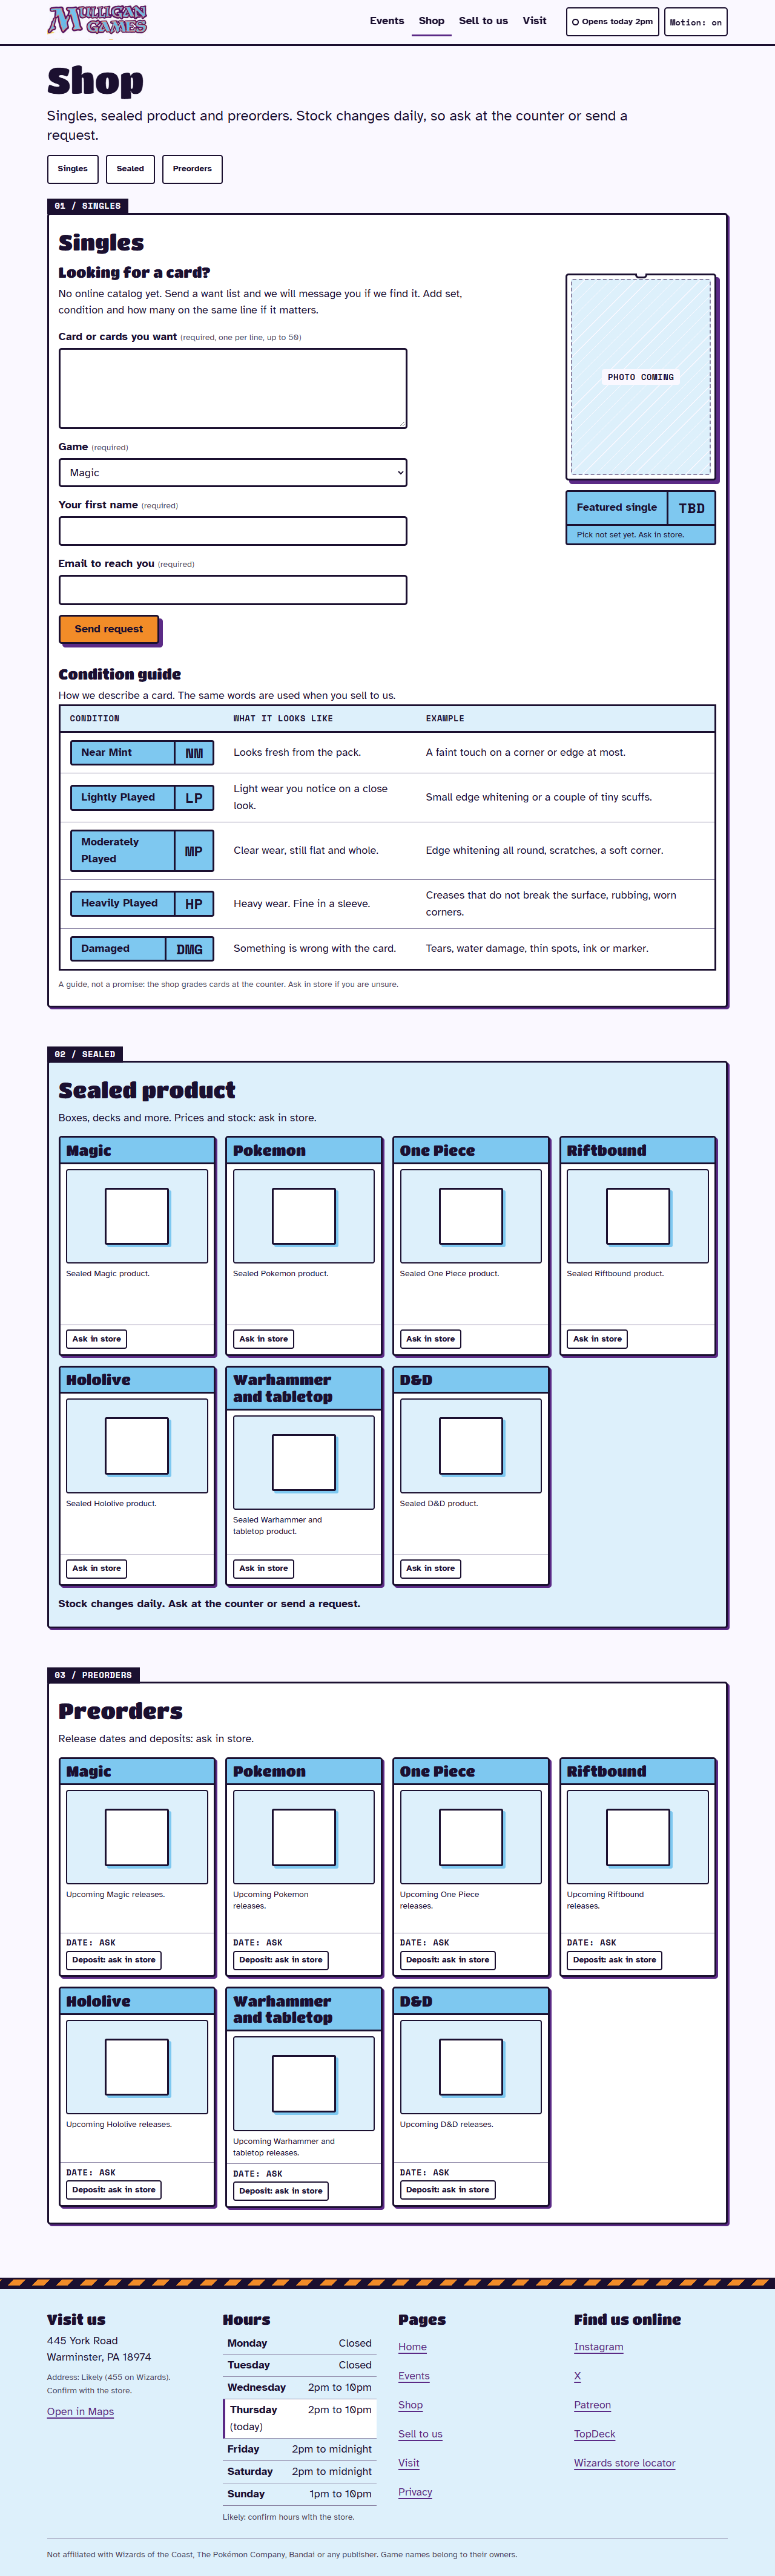 MULLIGAN
GAMES
Events Shop Sell to us Visit
Opens today 2pm
Motion: on
Shop
Singles, sealed product and preorders. Stock changes daily, so ask at the counter or send a
request.
Singles Sealed Preorders
01 / SINGLES
Singles
Looking for a card?
No online catalog yet. Send a want list and we will message you if we find it. Add set,
condition and how many on the same line if it matters.
Card or cards you want (required, one per line, up to 50)
Game (required)
Magic
Your first name (required)
Email to reach you (required)
Send request
PHOTO COMING
Featured single TBD
Pick not set yet. Ask in store.
Condition guide
How we describe a card. The same words are used when you sell to us.
CONDITION WHAT IT LOOKS LIKE EXAMPLE
Near Mint NM Looks fresh from the pack. A faint touch on a corner or edge at most.
Lightly Played LP Light wear you notice on a close
look. Small edge whitening or a couple of tiny scuffs.
Moderately
Played MP Clear wear, still flat and whole. Edge whitening all round, scratches, a soft corner.
Heavily Played HP Heavy wear. Fine in a sleeve. Creases that do not break the surface, rubbing, worn
corners.
Damaged DMG Something is wrong with the card. Tears, water damage, thin spots, ink or marker.
A guide, not a promise: the shop grades cards at the counter. Ask in store if you are unsure.
02 / SEALED
Sealed product
Boxes, decks and more. Prices and stock: ask in store.
Magic Pokemon One Piece Riftbound
Sealed Magic product. Sealed Pokemon product. Sealed One Piece product. Sealed Riftbound product.
Ask in store Ask in store Ask in store Ask in store
Hololive Warhammer
and tabletop D&D
Sealed Hololive product. Sealed Warhammer and
tabletop product. Sealed D&D product.
Ask in store Ask in store Ask in store
Stock changes daily. Ask at the counter or send a request.
03 / PREORDERS
Preorders
Release dates and deposits: ask in store.
Magic Pokemon One Piece Riftbound
Upcoming Magic releases. Upcoming Pokemon
releases. Upcoming One Piece
releases. Upcoming Riftbound
releases.
DATE: ASK DATE: ASK DATE: ASK DATE: ASK
Deposit: ask in store Deposit: ask in store Deposit: ask in store Deposit: ask in store
Hololive Warhammer
and tabletop D&D
Upcoming Hololive releases. Upcoming Warhammer and
tabletop releases. Upcoming D&D releases.
DATE: ASK DATE: ASK DATE: ASK
Deposit: ask in store Deposit: ask in store Deposit: ask in store
Visit us
445 York Road
Warminster, PA 18974
Address: Likely (455 on Wizards).
Confirm with the store.
Open in Maps
Hours
Monday Closed
Tuesday Closed
Wednesday 2pm to 10pm
Thursday 2pm to 10pm
(today)
Friday 2pm to midnight
Saturday 2pm to midnight
Sunday 1pm to 10pm
Likely: confirm hours with the store.
Pages
Home
Events
Shop
Sell to us
Visit
Privacy
Find us online
Instagram
X
Patreon
TopDeck
Wizards store locator
Not affiliated with Wizards of the Coast, The Pokémon Company, Bandai or any publisher. Game names belong to their owners.